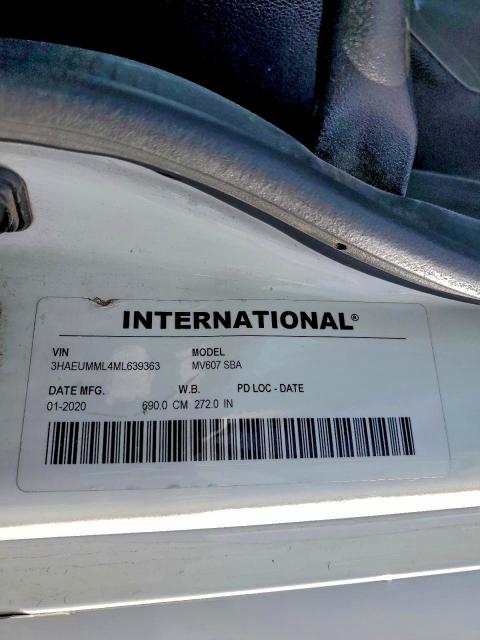 INTERNATIONAL®
VIN MODEL
3HAEUMML4ML639363 MV607 SBA
DATE MFG. W.B. PD LOC - DATE
01-2020 690.0 CM 272.0 IN